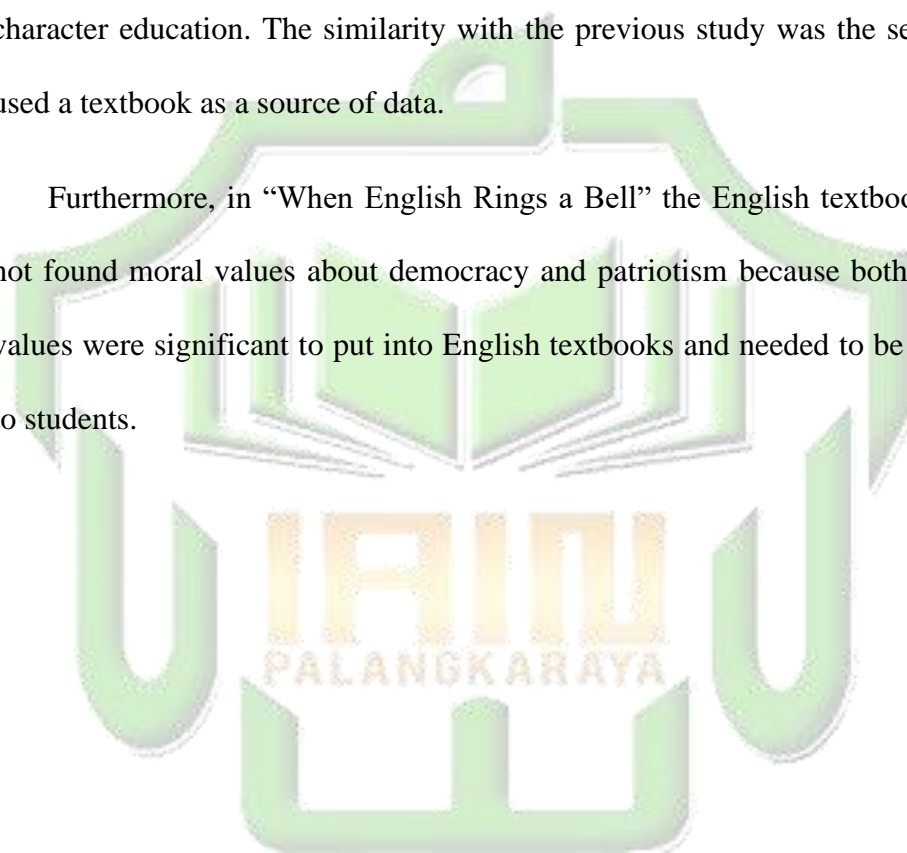 character education. The similarity with the previous study was the se
used a textbook as a source of data.
Furthermore, in “When English Rings a Bell” the English textboo
not found moral values about democracy and patriotism because both
values were significant to put into English textbooks and needed to be
to students.
IAIN
PALANGKARAYA